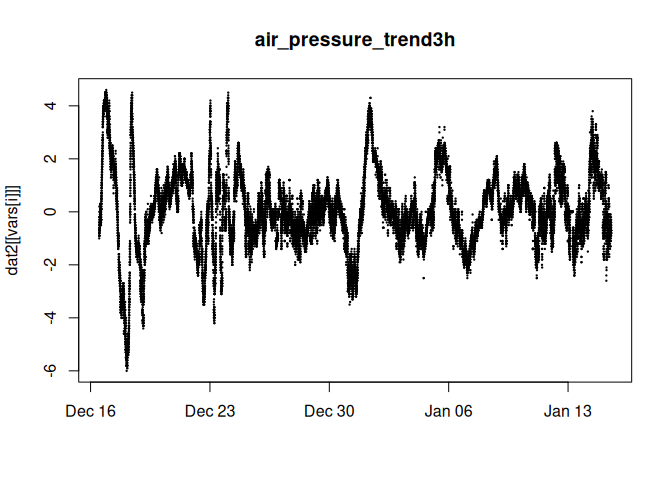 air_pressure_trend3h
dat2[[vars[i]]]
4
2
0
-2
-4
-6
Dec 16 Dec 23 Dec 30 Jan 06 Jan 13